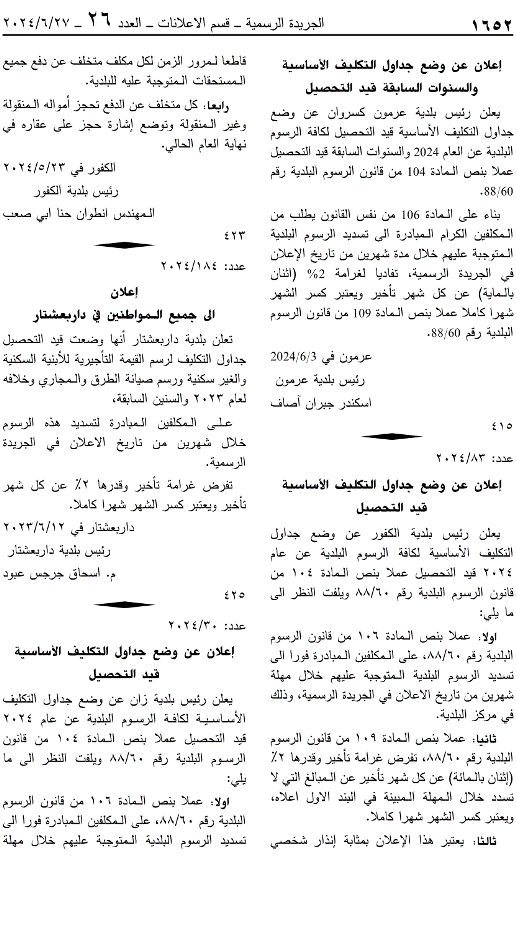 ١٦٥٢
الجريدة الرسمية ــ قسم الاعلانات ــ العدد ٢٦ ــ ٢٠٢٤/٦/٢٧
إعلان عن وضع جداول التكليف الأساسية
والسنوات السابقة قيد التحصيل
يعلن رئيس بلدية عرمون كسروان عن وضع
جداول التكليف الأساسية قيد التحصيل لكافة الرسوم
البلدية عن العام 2024 والسنوات السابقة قيد التحصيل
عملا بنص المادة 104 من قانون الرسوم البلدية رقم
88/60.
بناء على المادة 106 من نفس القانون يطلب من
المكلفين الكرام المبادرة الى تسديد الرسوم البلدية
المتوجبة عليهم خلال مدة شهرين من تاريخ الإعلان
في الجريدة الرسمية، تفاديا لغرامة 2% (اثنان
بالماية) عن كل شهر تأخير ويعتبر كسر الشهر
شهرا كاملا عملا بنص المادة 109 من قانون الرسوم
البلدية رقم 88/60.
عرمون في 2024/6/3
رئيس بلدية عرمون
اسكندر جبران آصاف
٤١٥
عدد: ٢٠٢٤/٨٣
إعلان عن وضع جداول التكليف الأساسية
قيد التحصيل
يعلن رئيس بلدية الكفور عن وضع جداول
التكليف الأساسية لكافة الرسوم البلدية عن عام
٢٠٢٤ قيد التحصيل عملا بنص المادة ١٠٤ من
قانون الرسوم البلدية رقم ٨٨/٦٠ ويلفت النظر الى
ما يلي:
اولا: عملا بنص المادة ١٠٦ من قانون الرسوم
البلدية رقم ٨٨/٦٠، على المكلفين المبادرة فورا الى
تسديد الرسوم البلدية المتوجبة عليهم خلال مهلة
شهرين من تاريخ الاعلان في الجريدة الرسمية، وذلك
في مركز البلدية.
ثانيا: عملا بنص المادة ١٠٩ من قانون الرسوم
البلدية رقم ٨٨/٦٠، تفرض غرامة تأخير وقدرها ٢٪
(إثنان بالمائة) عن كل شهر تأخير عن المبالغ التي لا
تسدد خلال المهلة المبينة في البند الاول اعلاه،
ويعتبر كسر الشهر شهرا كاملا.
ثالثا: يعتبر هذا الإعلان بمثابة إنذار شخصي
قاطعا لمرور الزمن لكل مكلف متخلف عن دفع جميع
المستحقات المتوجبة عليه للبلدية.
رابعا: كل متخلف عن الدفع تحجز أمواله المنقولة
وغير المنقولة وتوضع إشارة حجز على عقاره في
نهاية العام الحالي.
الكفور في ٢٠٢٤/٥/٢٣
رئيس بلدية الكفور
المهندس انطوان حنا ابي صعب
٤٢٣
عدد: ٢٠٢٤/١٨٤
إعلان
الى جميع المواطنين في داربعشتار
تعلن بلدية داربعشتار أنها وضعت قيد التحصيل
جداول التكليف لرسم القيمة التأجيرية للأبنية السكنية
والغير سكنية ورسم صيانة الطرق والمجاري وخلافه
لعام ٢٠٢٣ والسنين السابقة،
على المكلفين المبادرة لتسديد هذه الرسوم
خلال شهرين من تاريخ الاعلان في الجريدة
الرسمية.
تفرض غرامة تأخير وقدرها ٢٪ عن كل شهر
تأخير ويعتبر كسر الشهر شهرا كاملا.
داربعشتار في ٢٠٢٣/٦/١٢
رئيس بلدية داربعشتار
م. اسحاق جرجس عبود
٤٢٥
عدد: ٢٠٢٤/٣٠
إعلان عن وضع جداول التكليف الأساسية
قيد التحصيل
يعلن رئيس بلدية زان عن وضع جداول التكليف
الأساسية لكافة الرسوم البلدية عن عام ٢٠٢٤
قيد التحصيل عملا بنص المادة ١٠٤ من قانون
الرسوم البلدية رقم ٨٨/٦٠ ويلفت النظر الى ما
يلي:
اولا: عملا بنص المادة ١٠٦ من قانون الرسوم
البلدية رقم ٨٨/٦٠، على المكلفين المبادرة فورا الى
تسديد الرسوم البلدية المتوجبة عليهم خلال مهلة